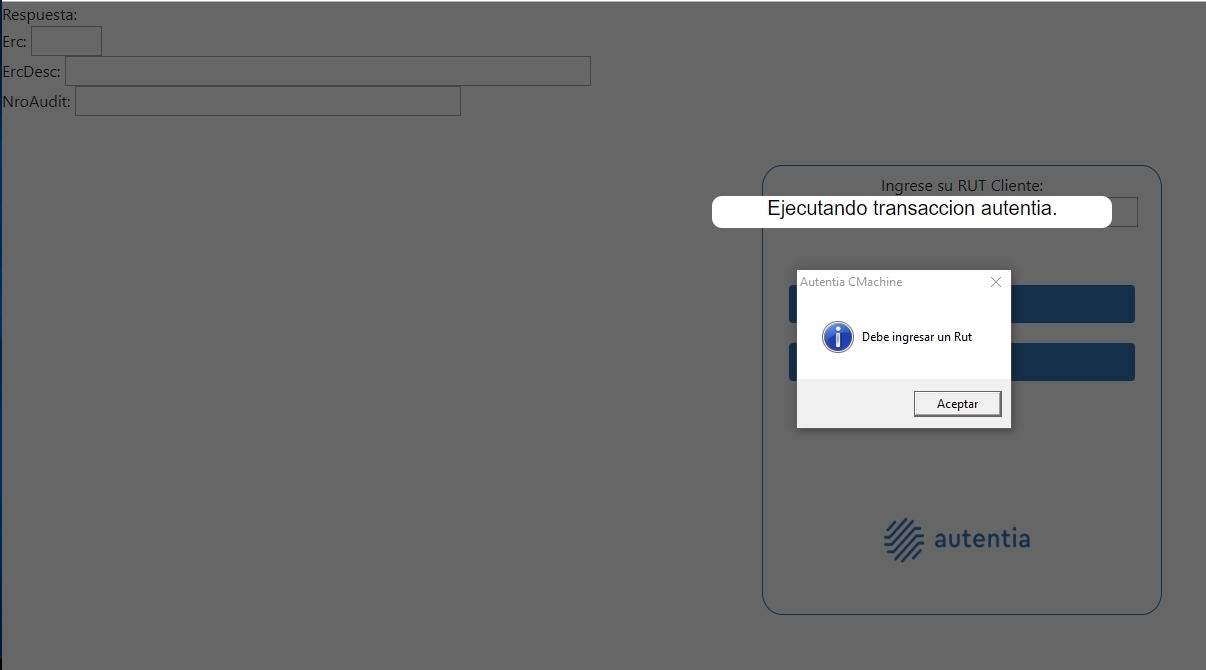 Respuesta:
Erc:
ErcDesc:
NroAudit:
Ingrese su RUT Cliente:
Ejecutando transaccion autentia.
Autentia CMachine
Debe ingresar un Rut
Aceptar
autentia